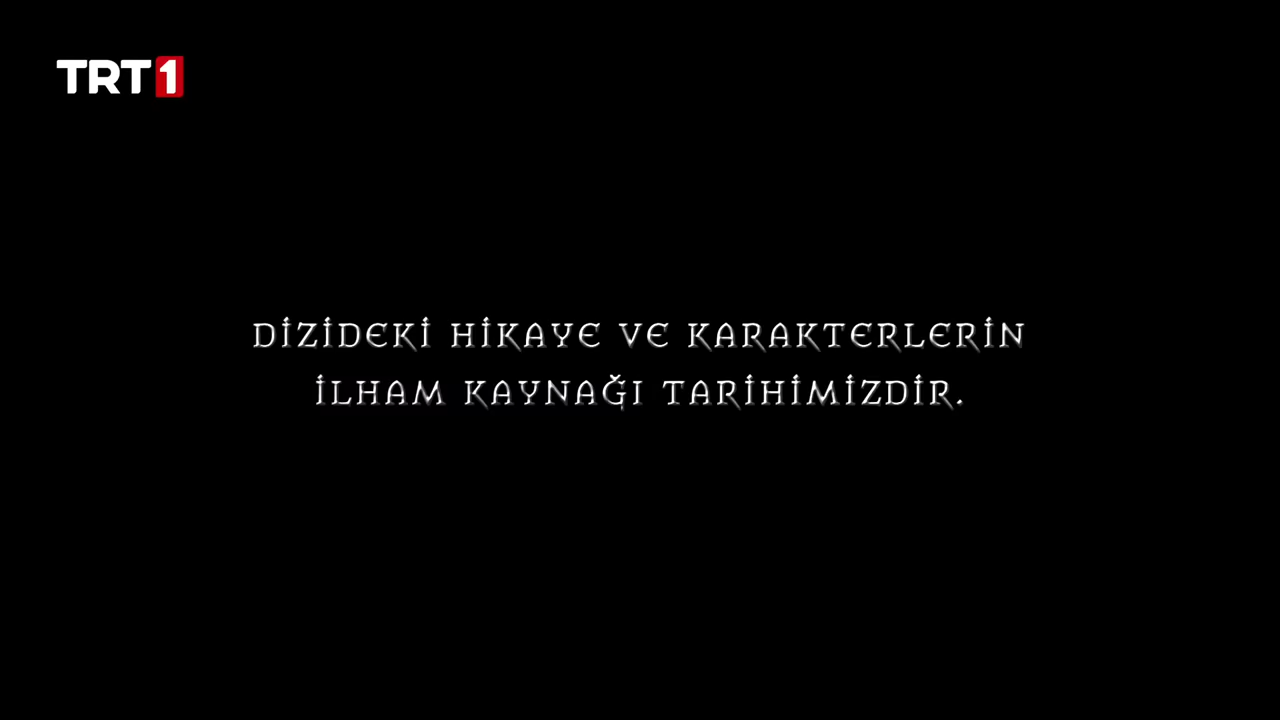 TRT1
DİZİDEKİ HİKAYE VE KARAKTERLERİN
İLHAM KAYNAĞI TARİHİMİZDİR.